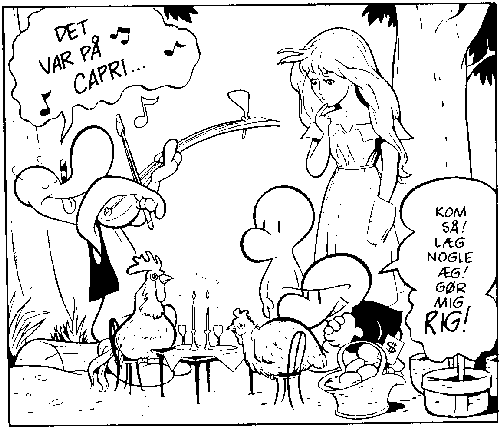 DET
VAR PÅ
CAPRI...
KOM
SÅ!
LÆG
NOGLE
ÆG!
GØR
MIG
RIG!